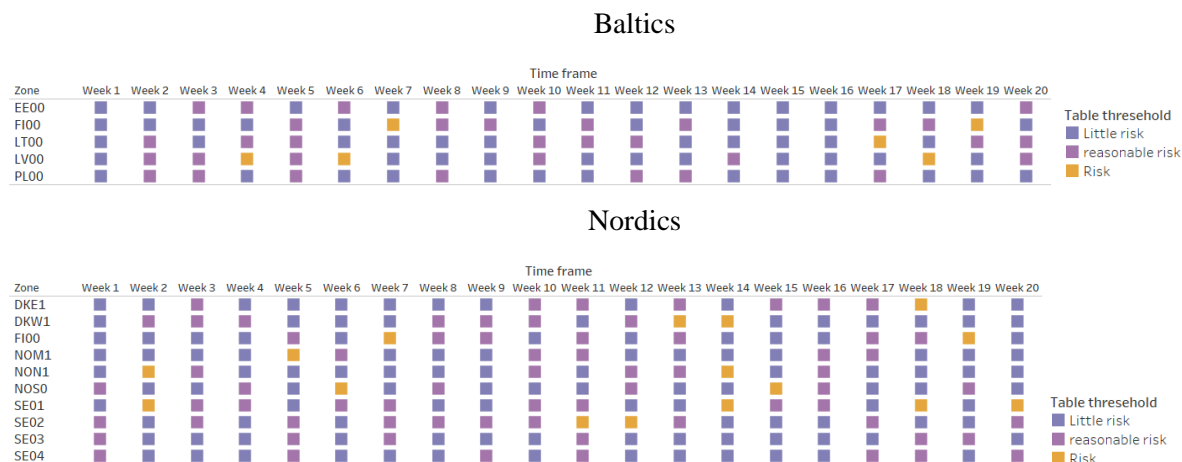 Baltics
Time frame
Zone Week 1 Week 2 Week 3 Week 4 Week 5 Week 6 Week 7 Week 8 Week 9 Week 10 Week 11 Week 12 Week 13 Week 14 Week 15 Week 16 Week 17 Week 18 Week 19 Week 20
EE00
FI00
LT00
LV00
PL00
Table thresehold
Little risk
reasonable risk
Risk
Nordics
Time frame
Zone Week 1 Week 2 Week 3 Week 4 Week 5 Week 6 Week 7 Week 8 Week 9 Week 10 Week 11 Week 12 Week 13 Week 14 Week 15 Week 16 Week 17 Week 18 Week 19 Week 20
DKE1
DKW1
FI00
NOM1
NON1
NOS0
SE01
SE02
SE03
SE04
Table thresehold
Little risk
reasonable risk
Risk